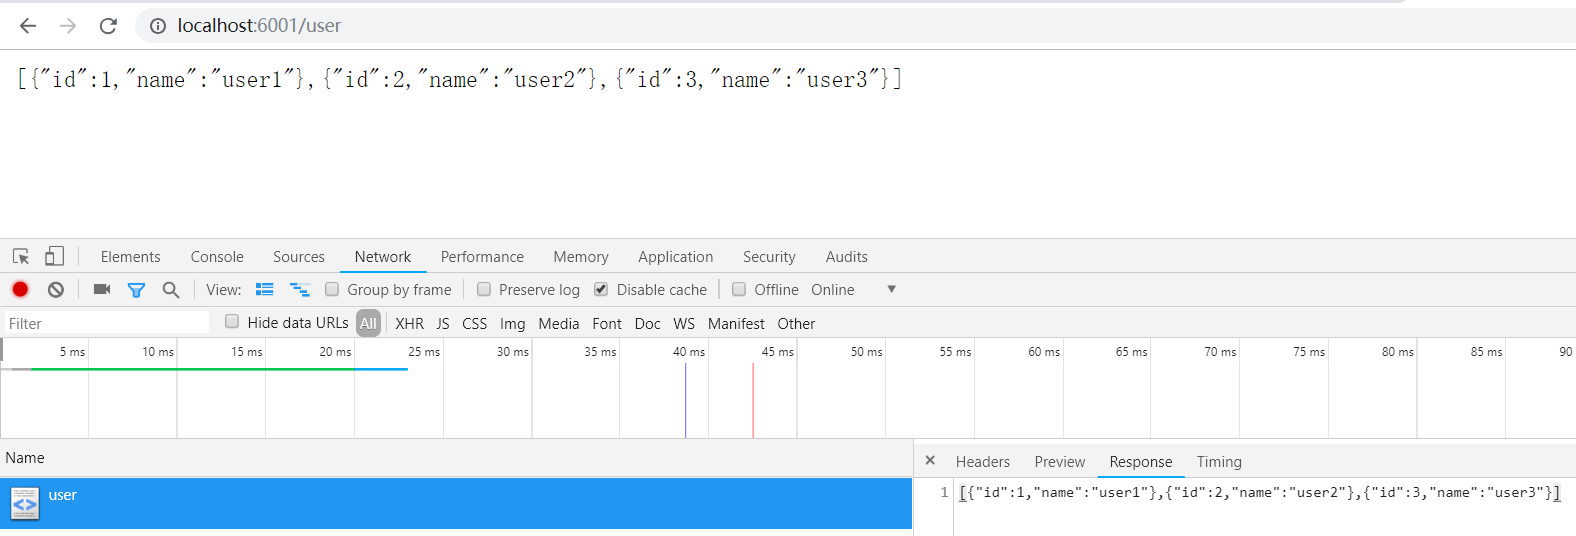 localhost:6001/user
[{"id":1,"name":"user1"},{"id":2,"name":"user2"},{"id":3,"name":"user3"}]
Elements Console Sources Network Performance Memory Application Security Audits
View: Group by frame Preserve log Disable cache Offline Online
Filter Hide data URLs All XHR JS CSS Img Media Font Doc WS Manifest Other
5 ms 10 ms 15 ms 20 ms 25 ms 30 ms 35 ms 40 ms 45 ms 50 ms 55 ms 60 ms 65 ms 70 ms 75 ms 80 ms 85 ms 90
Name
× Headers Preview Response Timing
user
1 [{"id":1,"name":"user1"},{"id":2,"name":"user2"},{"id":3,"name":"user3"}]